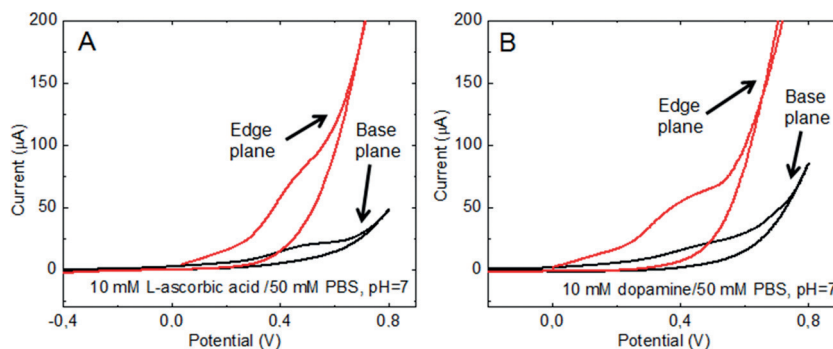 A
200
150
100
50
0
Current (µA)
Edge
plane
Base
plane
10 mM L-ascorbic acid /50 mM PBS, pH=7
-0,4
0.0
0.4
0.8
Potential (V)
B
200
150
100
50
0
Current (µA)
Edge
plane
Base
plane
10 mM dopamine/50 mM PBS, pH=7
0,0
0,4
0,8
Potential (V)